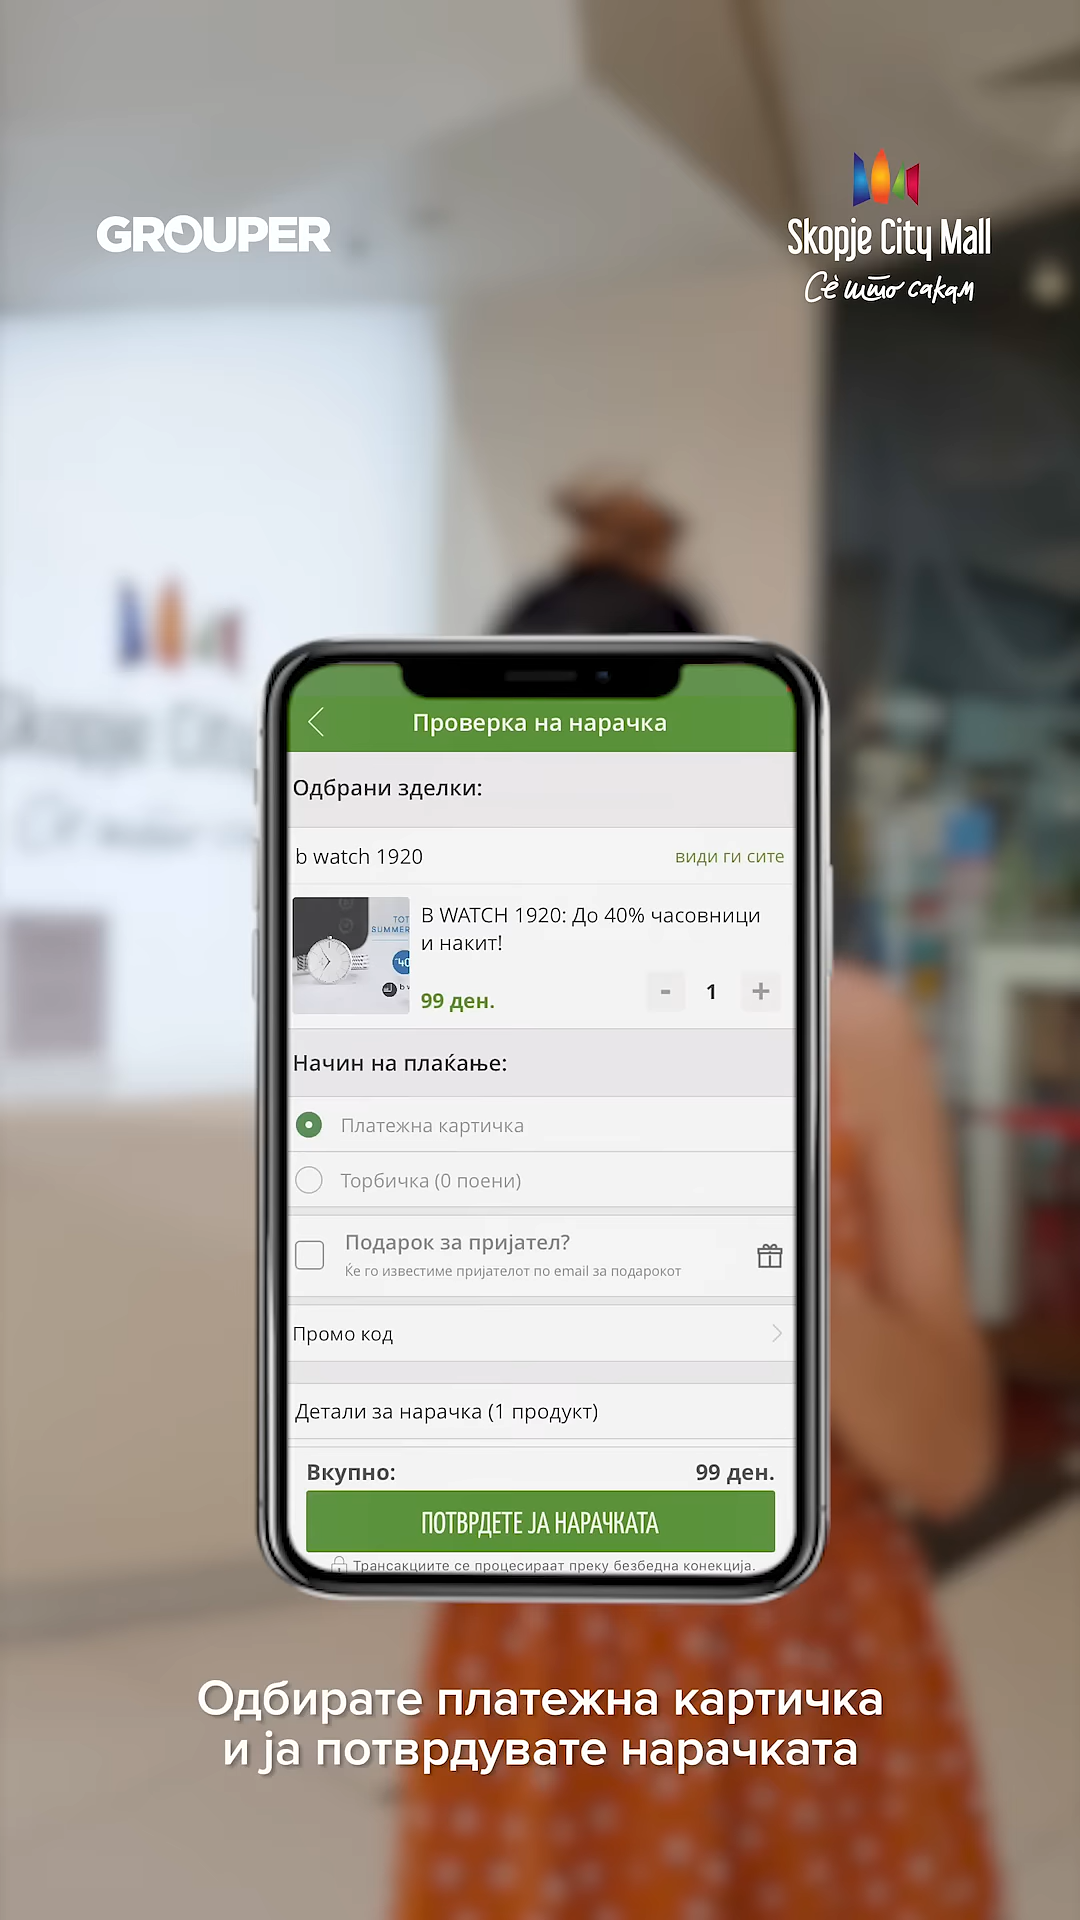 GROUPER
Skopje City Mall
Сè што сакам
Skopje City
Проверка на нарачка
Одбрани зделки:
b watch 1920
види ги сите
B WATCH 1920: До 40% часовници
и накит!
99 ден.
- 1 +
Начин на плаќање:
Платежна картичка
Торбичка (0 поени)
Подарок за пријател?
Ќе го известиме пријателот по email за подарокот
Промо код
Детали за нарачка (1 продукт)
Вкупно: 99 ден.
ПОТВРДЕТЕ ЈА НАРАЧКАТА
Трансакциите се процесираат преку безбедна конекција.
Одбирате платежна картичка
и ја потврдувате нарачката